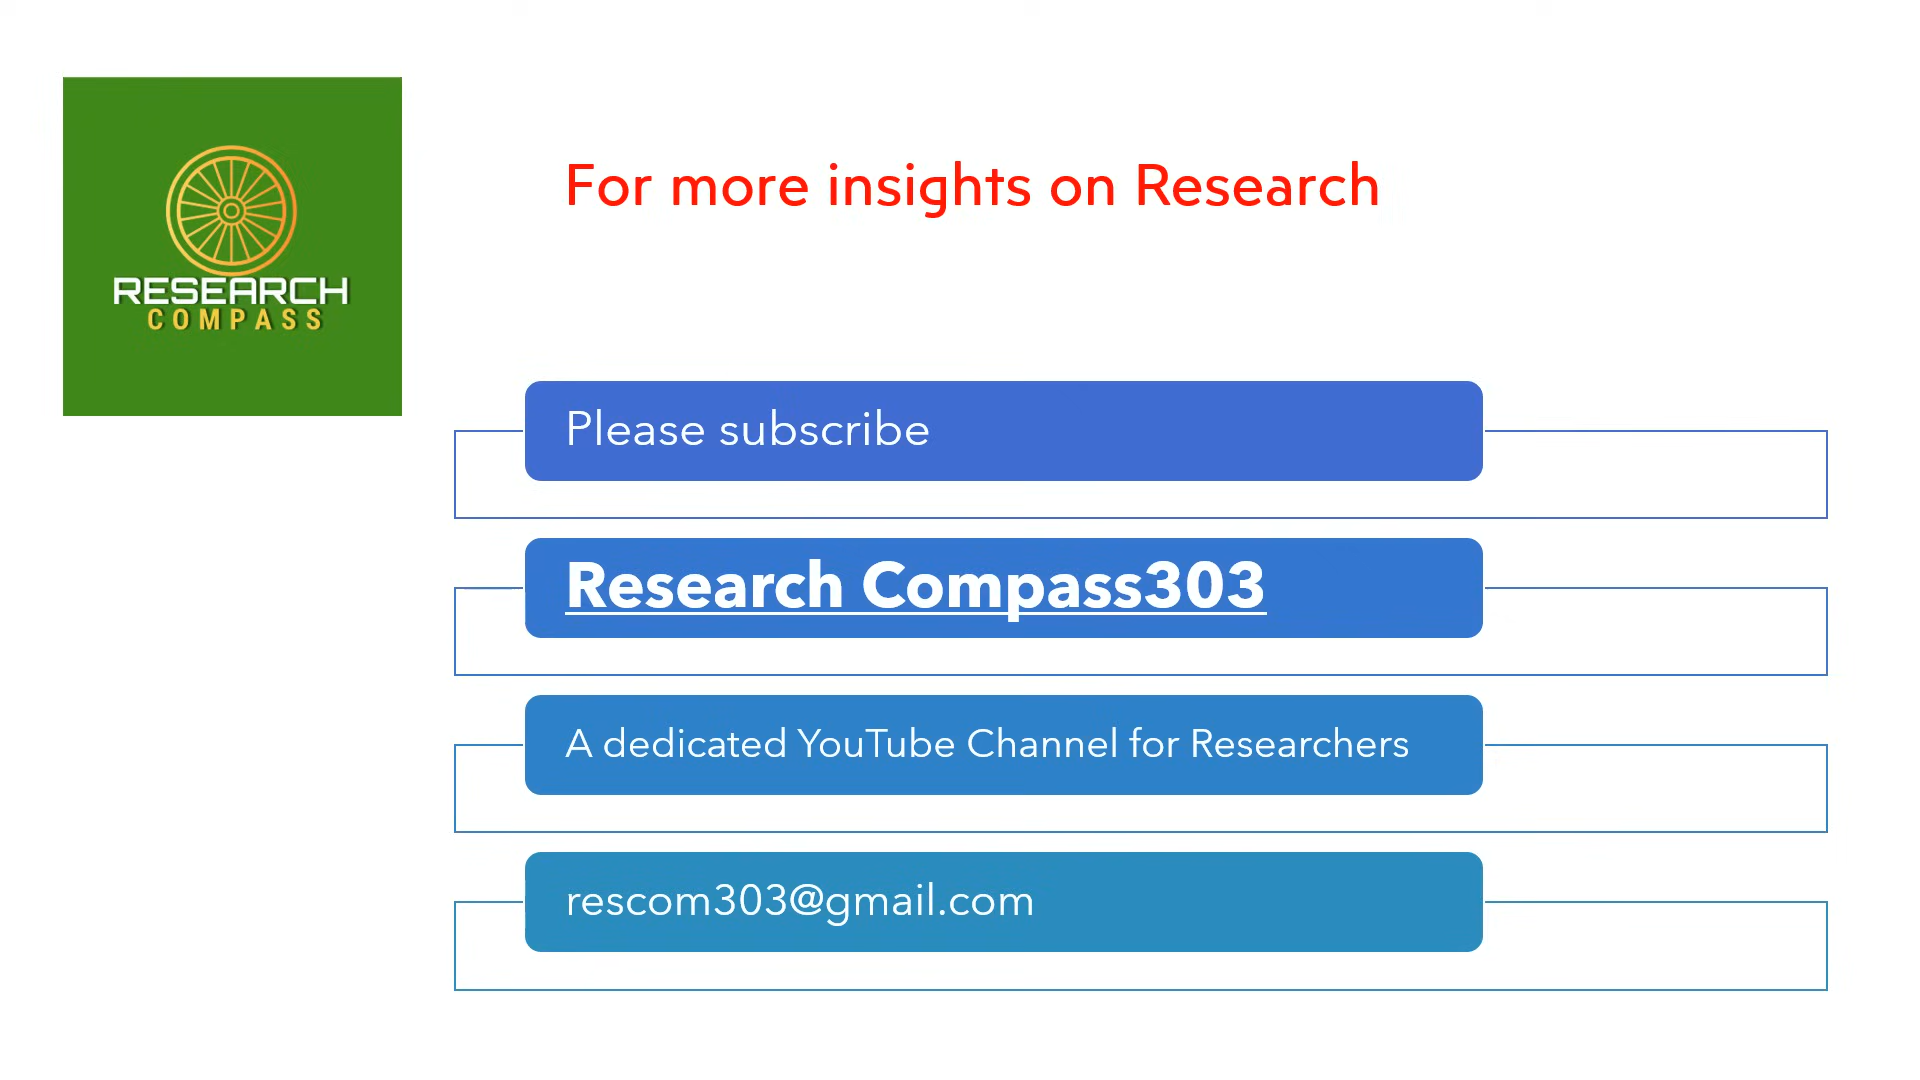 RESEARCH
COMPASS
For more insights on Research
Please subscribe
Research Compass303
A dedicated YouTube Channel for Researchers
rescom303@gmail.com